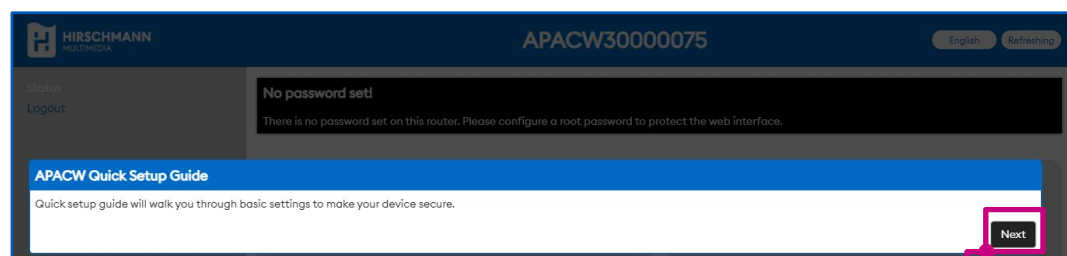 HIRSCHMANN
MULTIMEDIA
APACW30000075
English
Refreshing
Status
Logout
No password set!
There is no password set on this router. Please configure a root password to protect the web interface.
APACW Quick Setup Guide
Quick setup guide will walk you through basic settings to make your device secure.
Next